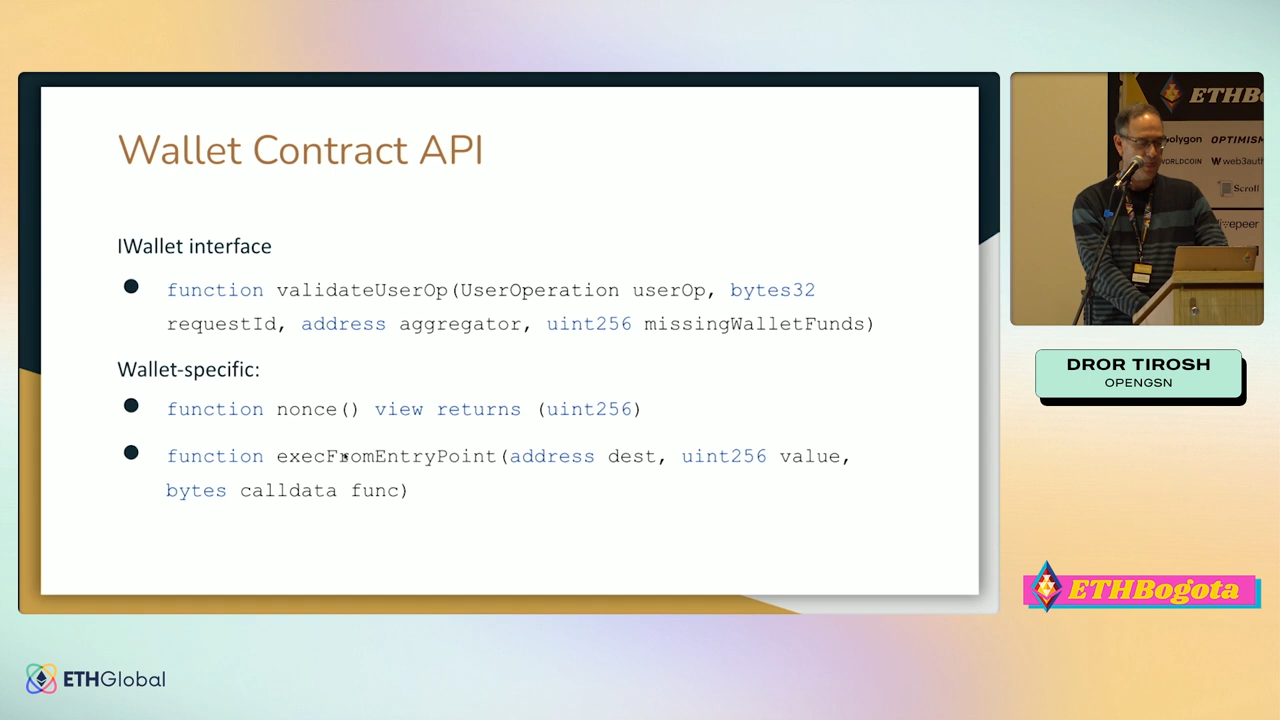 Wallet Contract API
IWallet interface
● function validateUserOp(UserOperation userOp, bytes32
requestId, address aggregator, uint256 missingWalletFunds)
Wallet-specific:
● function nonce() view returns (uint256)
● function execFromEntryPoint(address dest, uint256 value,
bytes calldata func)
ETHB
polygon
OPTIMISM
WORLDCOIN
web3auth
Scroll
livepeer
DROR TIROSH
OPENGSN
ETHBogota
ETHGlobal